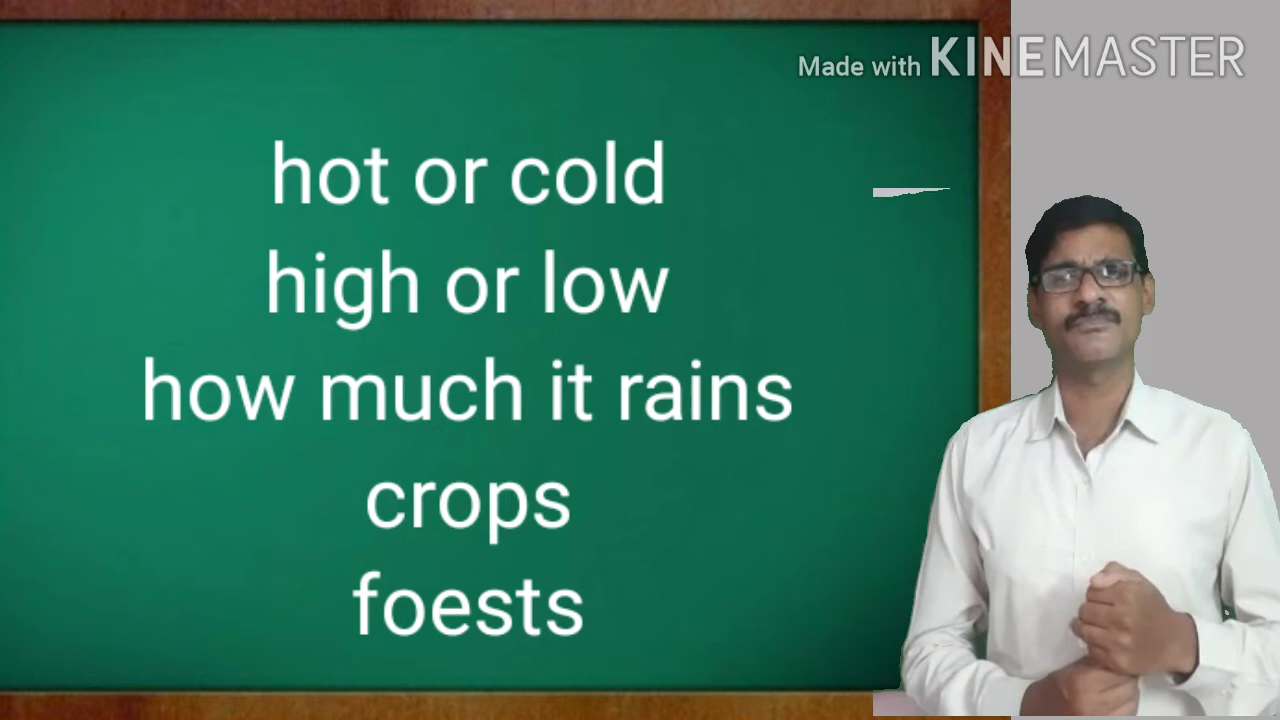 Made with KINEMASTER
hot or cold
high or low
how much it rains
crops
foests